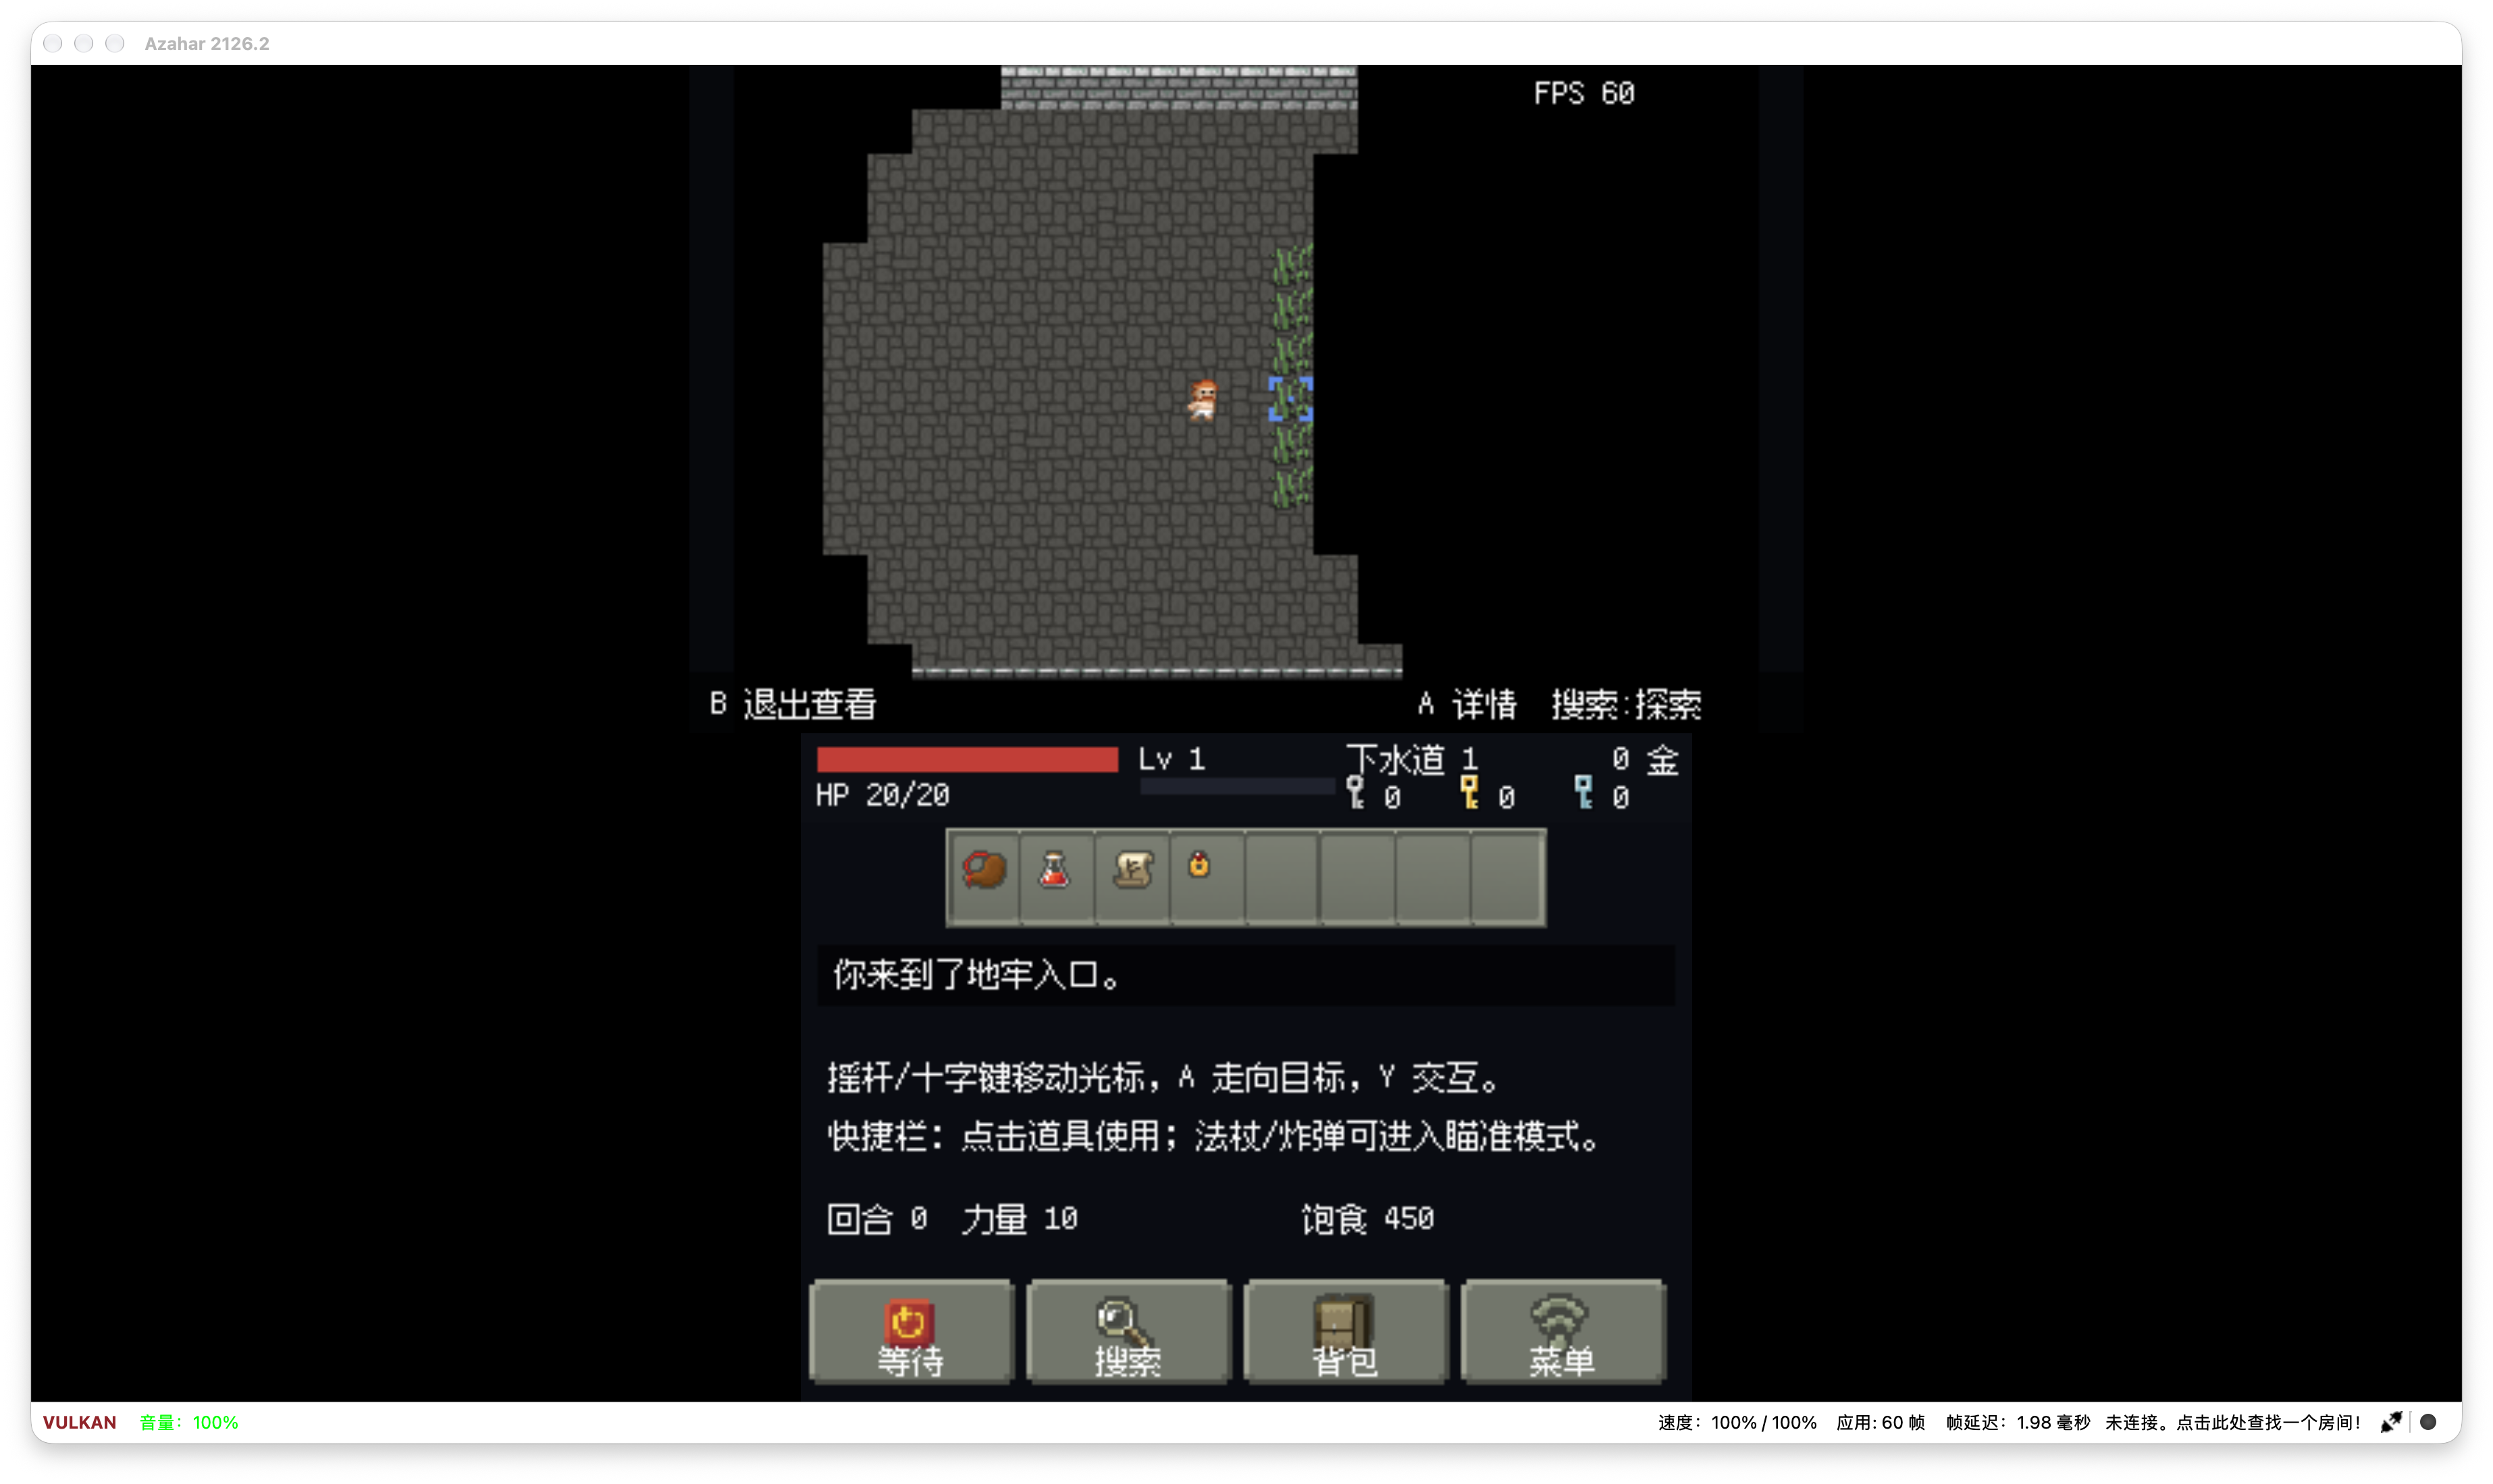 Azahar 2126.2
FPS 60
B 退出查看
A 详情 搜索:探索
Lv 1 下水道 1 0 金
HP 20/20 0 0 0
你来到了地牢入口。
摇杆/十字键移动光标，A 走向目标，Y 交互。
快捷栏：点击道具使用；法杖/炸弹可进入瞄准模式。
回合 0 力量 10 饱食 450
等待 搜索 背包 菜单
VULKAN 音量：100% 速度：100% / 100% 应用: 60 帧 帧延迟：1.98 毫秒 未连接。点击此处查找一个房间！